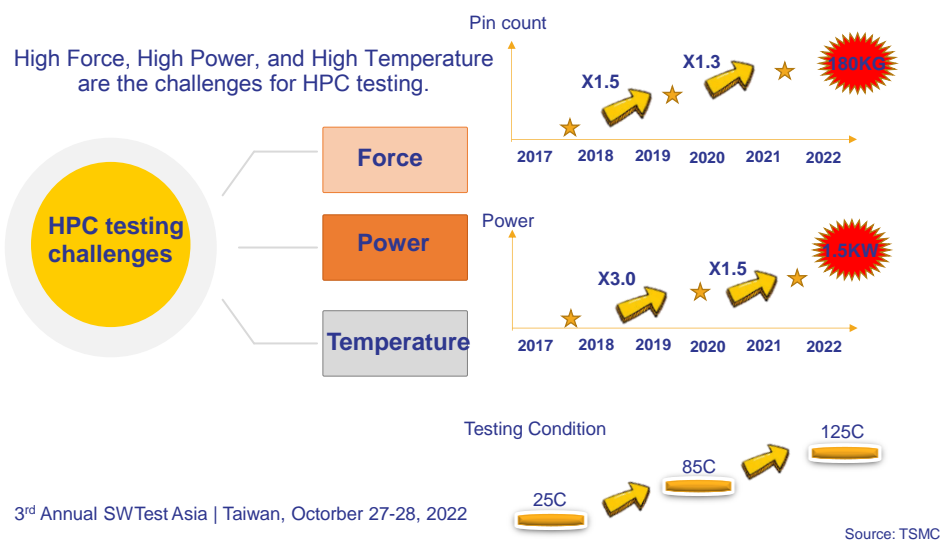 High Force, High Power, and High Temperature
are the challenges for HPC testing.
HPC testing
challenges
Force
Power
Temperature
Pin count
X1.5
X1.3
180KG
2017 2018 2019 2020 2021 2022
Power
X3.0
X1.5
1.5KW
2017 2018 2019 2020 2021 2022
Testing Condition
25C
85C
125C
3rd Annual SWTest Asia | Taiwan, Octorber 27-28, 2022
Source: TSMC